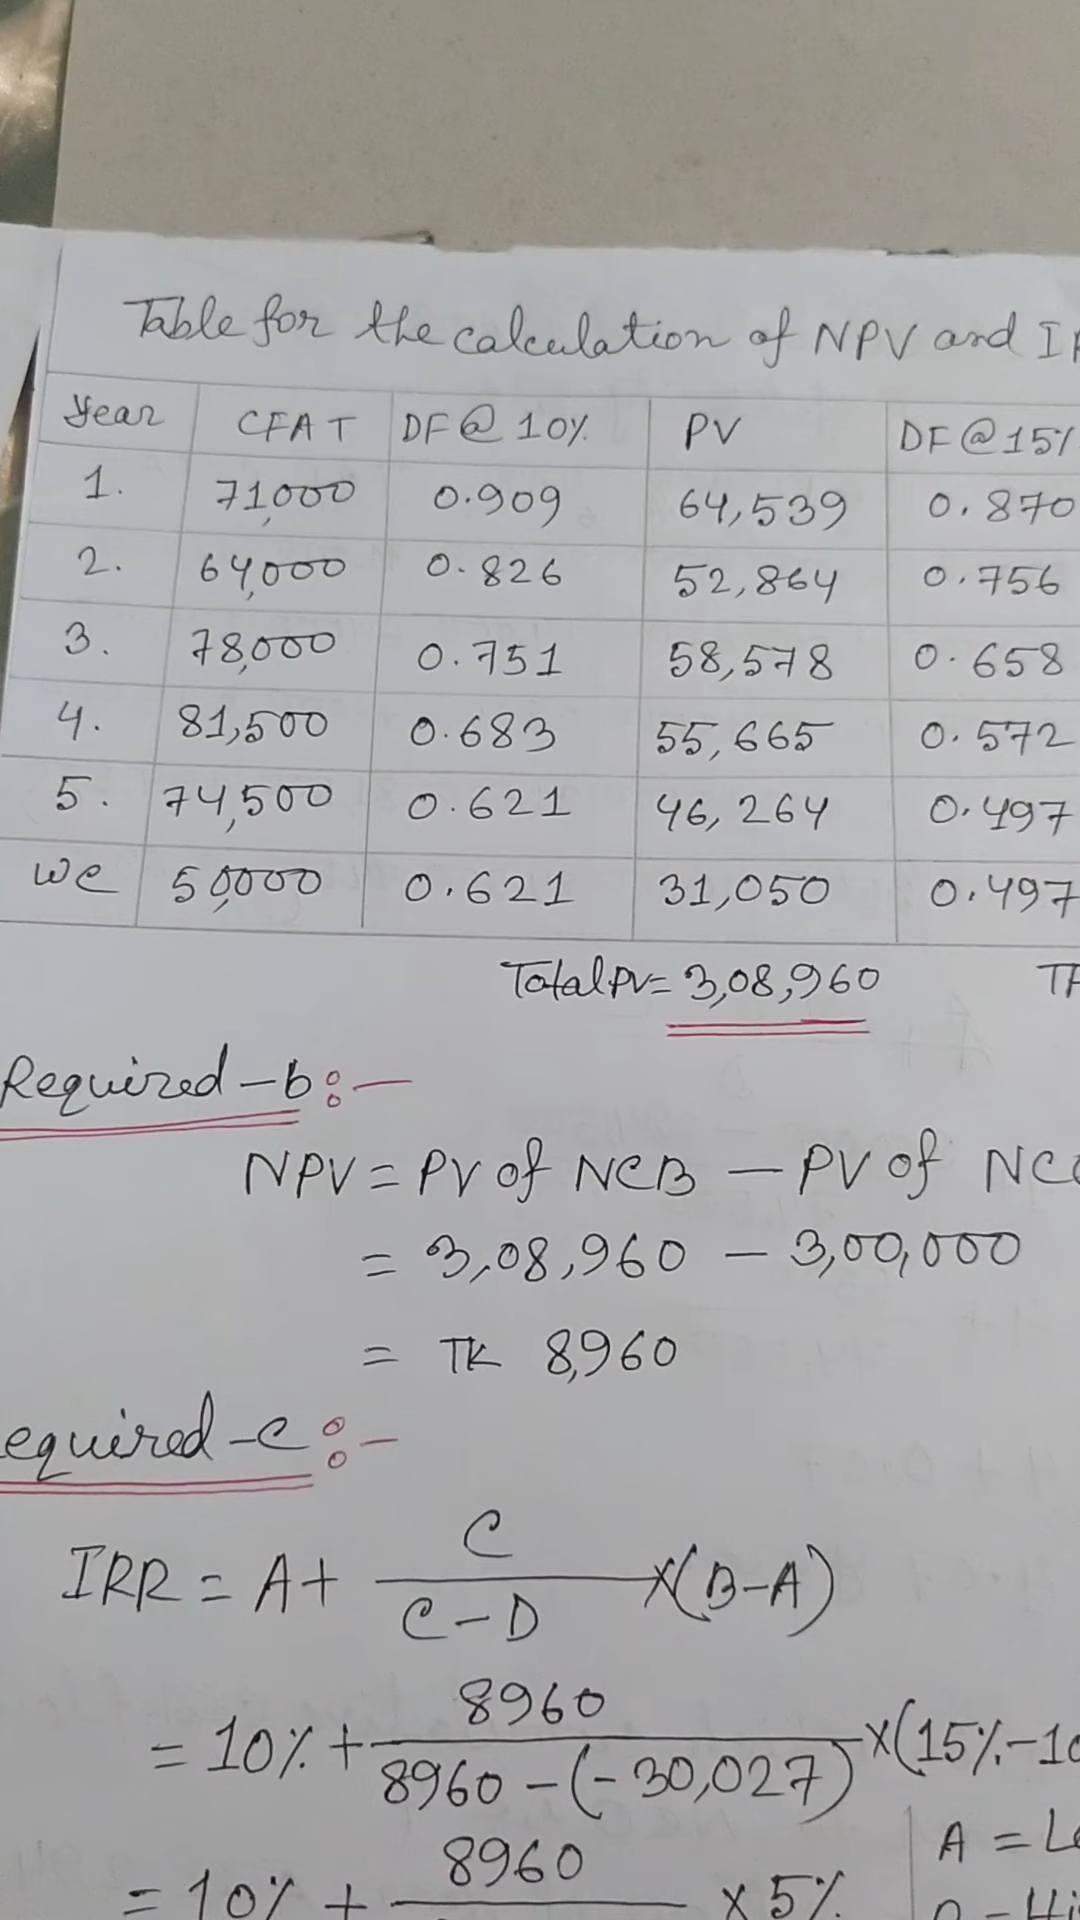 Table for the calculation of NPV and
Year CFAT DF@10% PV DF@15%
1. 71,000 0.909 64,539 0.870
2. 64,000 0.826 52,864 0.756
3. 78,000 0.751 58,578 0.658
4. 81,500 0.683 55,665 0.572
5. 74,500 0.621 46,264 0.497
WC 50,000 0.621 31,050 0.497
Total PV = 3,08,960
Required-b:-
NPV = PV of NCB - PV of
= 3,08,960 - 3,00,000
= TK 8,960
equired-c:-
IRR = A + C / C-D × (B-A)
= 10% + 8960 / 8960-(-30,027) × (15%-
A =
= 10% + 8960 × 5%